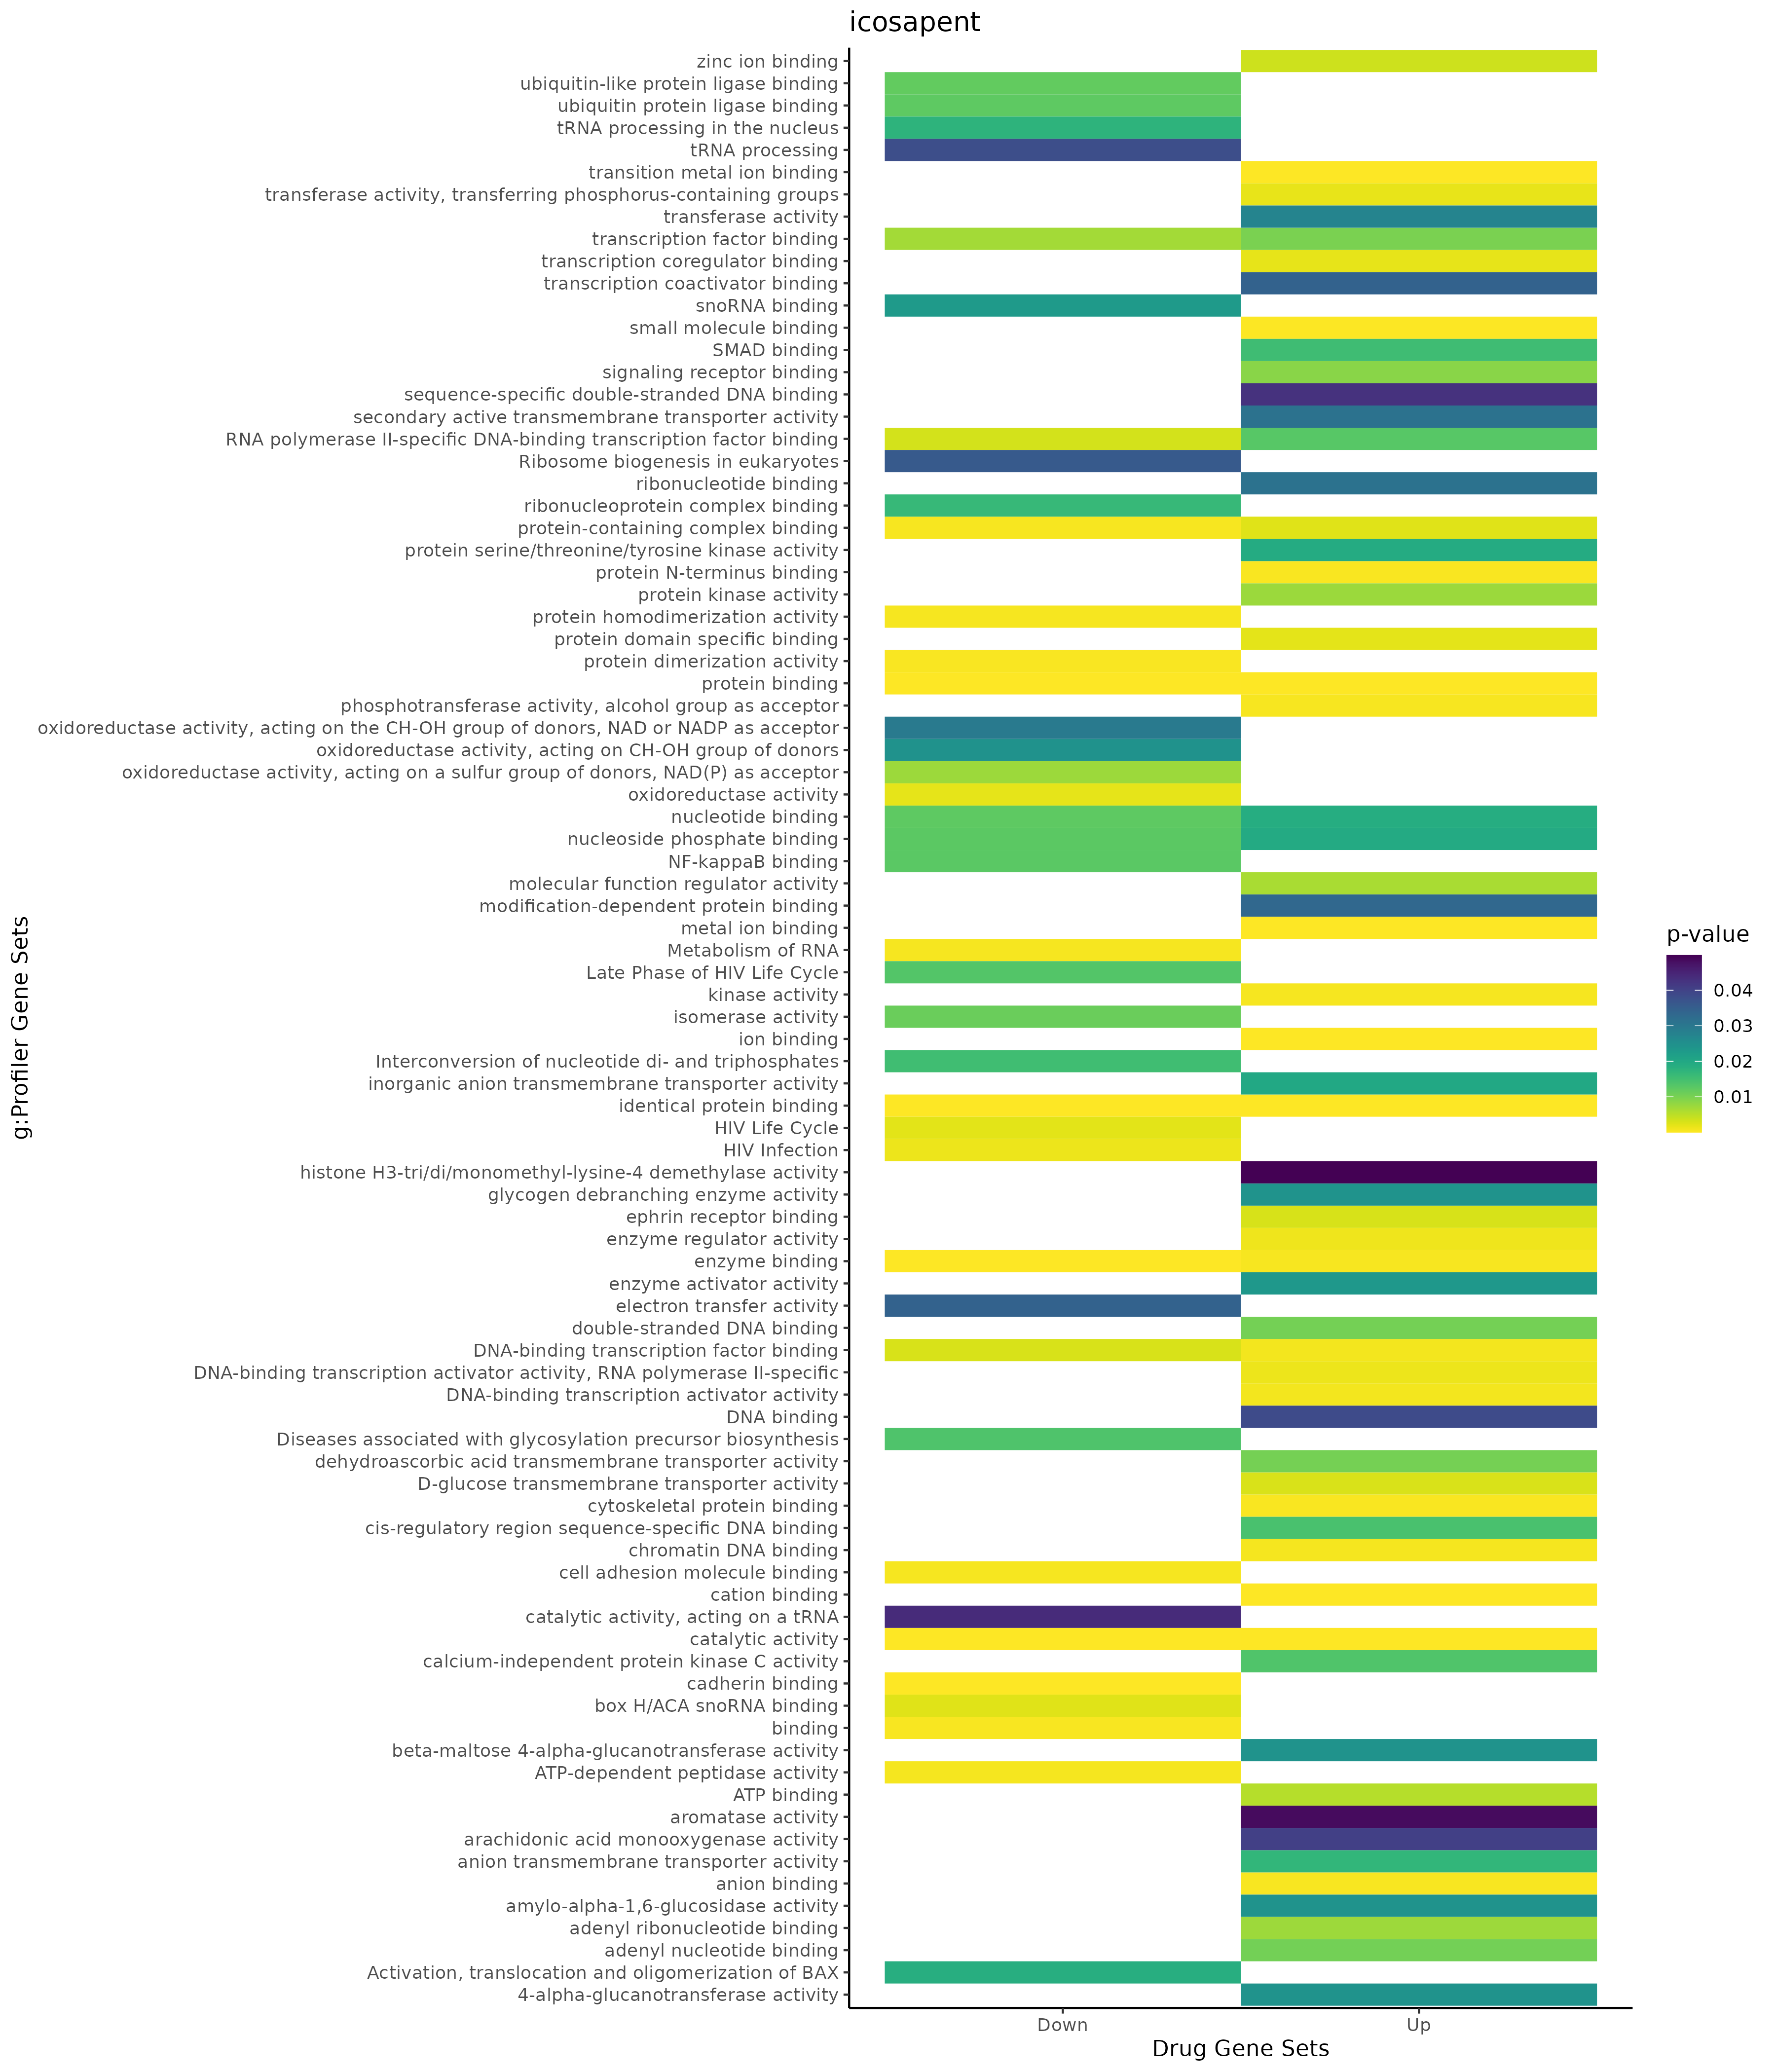 icosapent
zinc ion binding
ubiquitin-like protein ligase binding
ubiquitin protein ligase binding
tRNA processing in the nucleus
tRNA processing
transition metal ion binding
transferase activity, transferring phosphorus-containing groups
transferase activity
transcription factor binding
transcription coregulator binding
transcription coactivator binding
snoRNA binding
small molecule binding
SMAD binding
signaling receptor binding
sequence-specific double-stranded DNA binding
secondary active transmembrane transporter activity
RNA polymerase II-specific DNA-binding transcription factor binding
Ribosome biogenesis in eukaryotes
ribonucleotide binding
ribonucleoprotein complex binding
protein-containing complex binding
protein serine/threonine/tyrosine kinase activity
protein N-terminus binding
protein kinase activity
protein homodimerization activity
protein domain specific binding
protein dimerization activity
protein binding
phosphotransferase activity, alcohol group as acceptor
oxidoreductase activity, acting on the CH-OH group of donors, NAD or NADP as acceptor
oxidoreductase activity, acting on CH-OH group of donors
oxidoreductase activity, acting on a sulfur group of donors, NAD(P) as acceptor
oxidoreductase activity
nucleotide binding
nucleoside phosphate binding
NF-kappaB binding
molecular function regulator activity
modification-dependent protein binding
metal ion binding
Metabolism of RNA
Late Phase of HIV Life Cycle
kinase activity
isomerase activity
ion binding
Interconversion of nucleotide di- and triphosphates
inorganic anion transmembrane transporter activity
identical protein binding
HIV Life Cycle
HIV Infection
histone H3-tri/di/monomethyl-lysine-4 demethylase activity
glycogen debranching enzyme activity
ephrin receptor binding
enzyme regulator activity
enzyme binding
enzyme activator activity
electron transfer activity
double-stranded DNA binding
DNA-binding transcription factor binding
DNA-binding transcription activator activity, RNA polymerase II-specific
DNA-binding transcription activator activity
DNA binding
Diseases associated with glycosylation precursor biosynthesis
dehydroascorbic acid transmembrane transporter activity
D-glucose transmembrane transporter activity
cytoskeletal protein binding
cis-regulatory region sequence-specific DNA binding
chromatin DNA binding
cell adhesion molecule binding
cation binding
catalytic activity, acting on a tRNA
catalytic activity
calcium-independent protein kinase C activity
cadherin binding
box H/ACA snoRNA binding
binding
beta-maltose 4-alpha-glucanotransferase activity
ATP-dependent peptidase activity
ATP binding
aromatase activity
arachidonic acid monooxygenase activity
anion transmembrane transporter activity
anion binding
amylo-alpha-1,6-glucosidase activity
adenyl ribonucleotide binding
adenyl nucleotide binding
Activation, translocation and oligomerization of BAX
4-alpha-glucanotransferase activity
g:Profiler Gene Sets
Down
Up
Drug Gene Sets
p-value
0.04
0.03
0.02
0.01